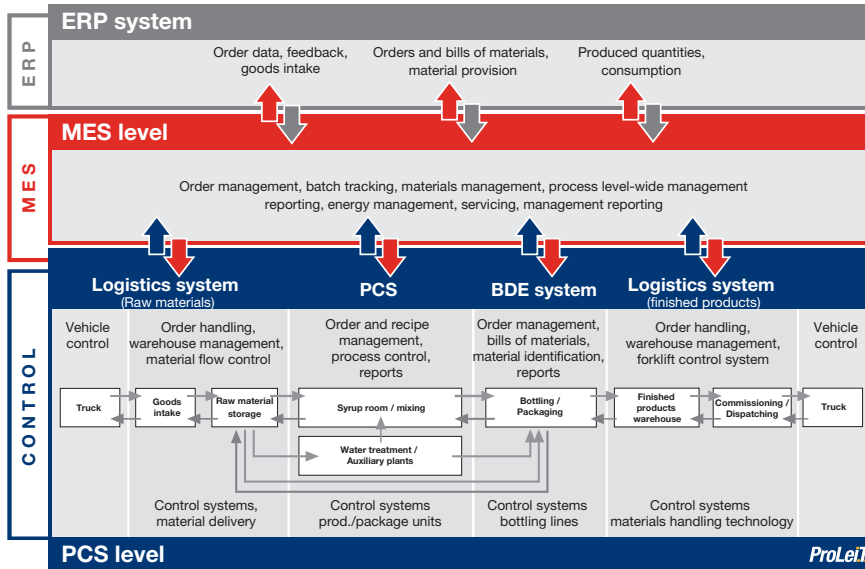 ERP
ERP system
Order data, feedback,
goods intake
Orders and bills of materials,
material provision
Produced quantities,
consumption
MES
MES level
Order management, batch tracking, materials management, process level-wide management
reporting, energy management, servicing, management reporting
CONTROL
Logistics system
(Raw materials)
PCS
BDE system
Logistics system
(finished products)
Vehicle
control
Order handling,
warehouse management,
material flow control
Order and recipe
management,
process control,
reports
Order management,
bills of materials,
material identification,
reports
Order handling,
warehouse management,
forklift control system
Vehicle
control
Truck
Goods
intake
Raw material
storage
Syrup room / mixing
Bottling /
Packaging
Finished
products
warehouse
Commissioning /
Dispatching
Truck
Water treatment /
Auxiliary plants
Control systems,
material delivery
Control systems
prod./package units
Control systems
bottling lines
Control systems
materials handling technology
PCS level
ProLeiT